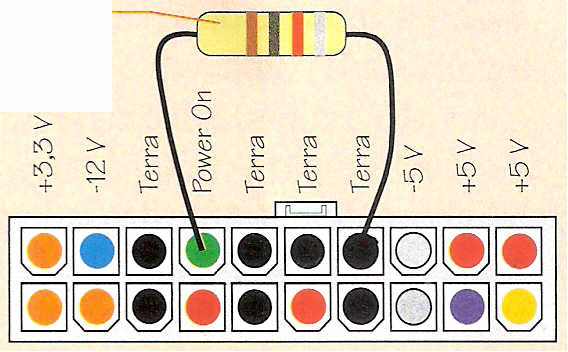 +3,3 V
-12 V
Terra
Power On
Terra
Terra
Terra
-5 V
+5 V
+5 V